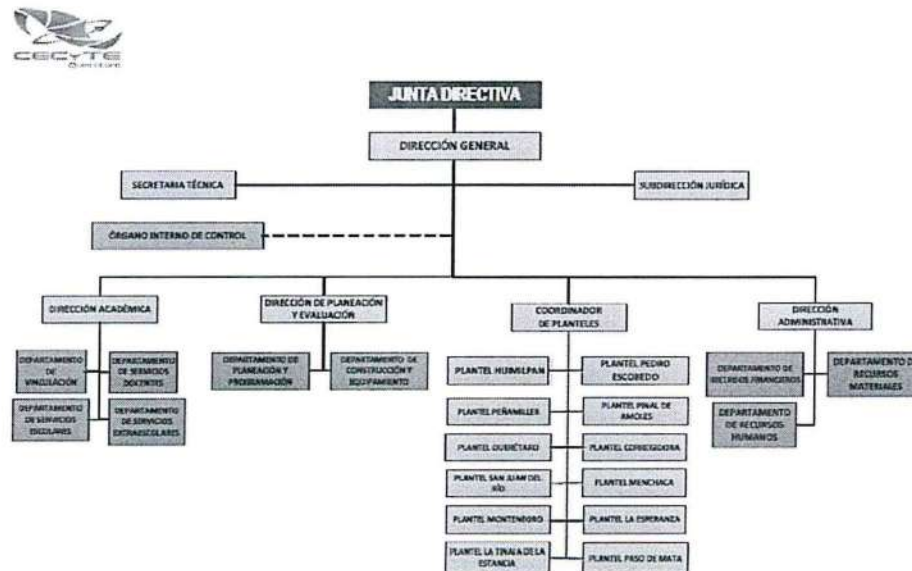 CECyTE
JUNTA DIRECTIVA
DIRECCIÓN GENERAL
SECRETARIA TÉCNICA
SUBDIRECCIÓN JURÍDICA
ÓRGANO INTERNO DE CONTROL
DIRECCIÓN ACADÉMICA
DIRECCIÓN DE PLANEACIÓN
Y EVALUACIÓN
COORDINADOR
DE PLANTELES
DIRECCIÓN
ADMINISTRATIVA
DEPARTAMENTO
DE
VINCULACIÓN
DEPARTAMENTO
DE SERVICIOS
DOCENTES
DEPARTAMENTO
DE SERVICIOS
ESCOLARES
DEPARTAMENTO
DE SERVICIOS
EXTRAESCOLARES
DEPARTAMENTO DE
PLANEACIÓN Y
PROGRAMACIÓN
DEPARTAMENTO DE
CONSTRUCCIÓN Y
EQUIPAMIENTO
PLANTEL HUIMILPAN
PLANTEL PEDRO
ESCOBEDO
PLANTEL PEÑAMILLER
PLANTEL PINAL DE
AMOLES
PLANTEL QUERÉTARO
PLANTEL CORREGIDORA
PLANTEL SAN JUAN DEL
RÍO
PLANTEL MENCHACA
PLANTEL MONTENEGRO
PLANTEL LA ESPERANZA
PLANTEL LA TINAJA DE LA
ESTANCIA
PLANTEL PASO DE MATA
DEPARTAMENTO
DE RECURSOS FINANCIEROS
DEPARTAMENTO DE
RECURSOS
MATERIALES
DEPARTAMENTO
DE RECURSOS
HUMANOS